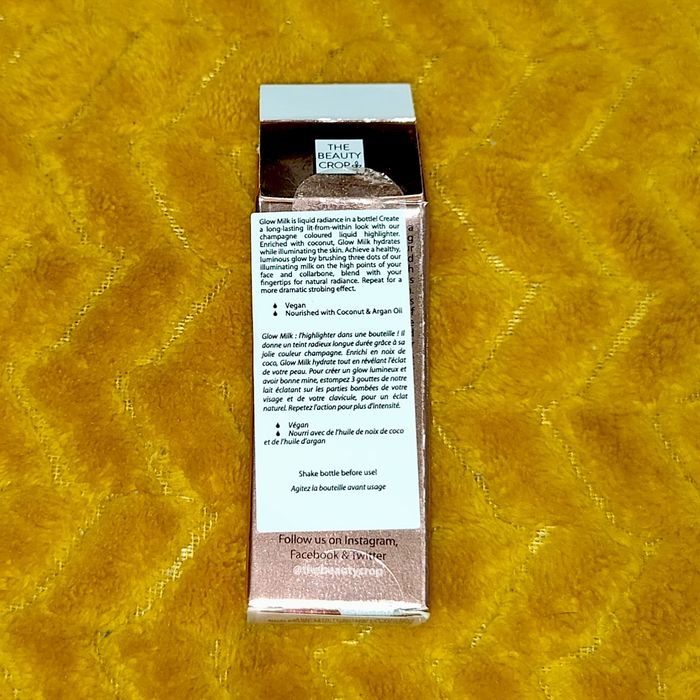 THE
BEAUTY
CROP
Glow Milk is liquid radiance in a bottle! Create
a long-lasting lit-from-within look with our
champagne coloured liquid highlighter.
Enriched with coconut, Glow Milk hydrates
while illuminating the skin. Achieve a healthy,
luminous glow by brushing three dots of our
illuminating milk on the high points of your
face and collarbone, blend with your
fingertips for natural radiance. Repeat for a
more dramatic strobing effect.
Vegan
Nourished with Coconut & Argan Oil
Glow Milk : l'highlighter dans une bouteille ! Il
donne un teint radieux longue durée grâce à sa
jolie couleur champagne. Enrichi en noix de
coco, Glow Milk hydrate tout en révélant l'éclat
de votre peau. Pour créer un glow lumineux et
avoir bonne mine, estompez 3 gouttes de notre
lait éclatant sur les parties bombées de votre
visage et de votre clavicule, pour un éclat
naturel. Repetez l'action pour plus d'intensité.
Végan
Nourri avec de l'huile de noix de coco
et de l'huile d'argan
Shake bottle before use!
Agitez la bouteille avant usage
Follow us on Instagram,
Facebook & Twitter
@thebeautycrop